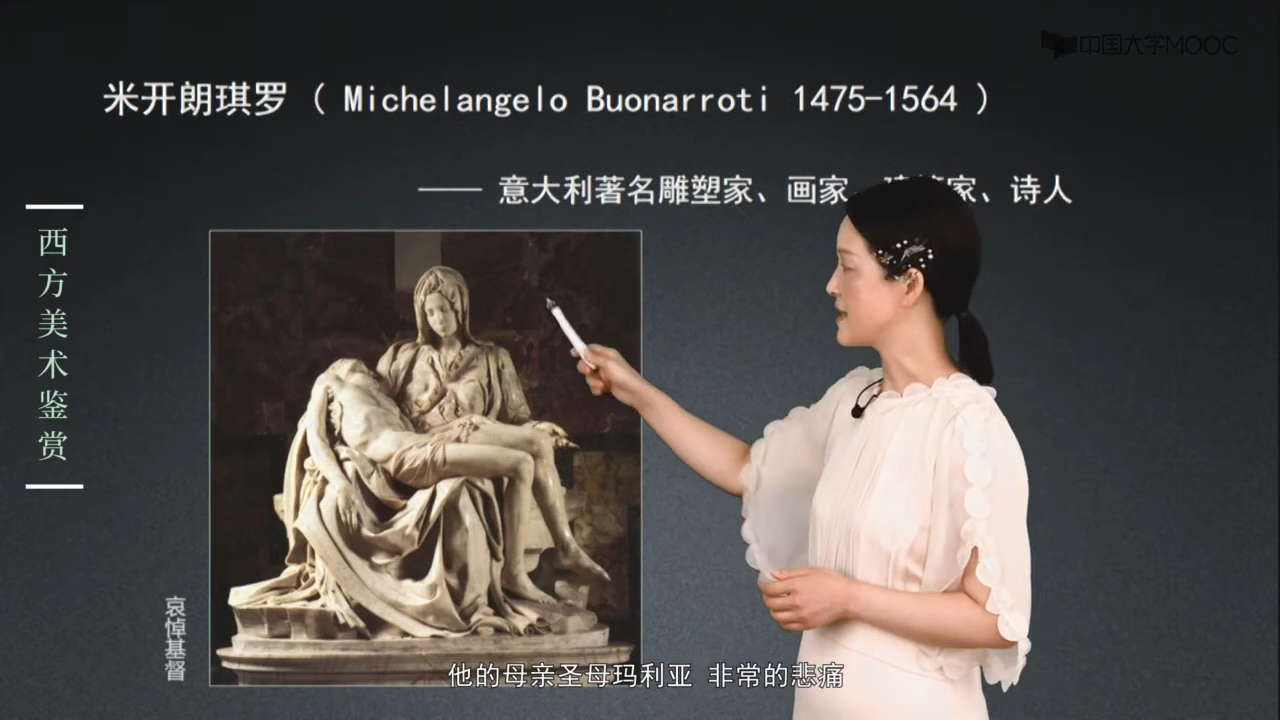 中国大学MOOC
米开朗琪罗 ( Michelangelo Buonarroti 1475-1564 )
—— 意大利著名雕塑家、画家、建筑家、诗人
西方美术鉴赏
哀悼基督
他的母亲圣母玛利亚 非常的悲痛